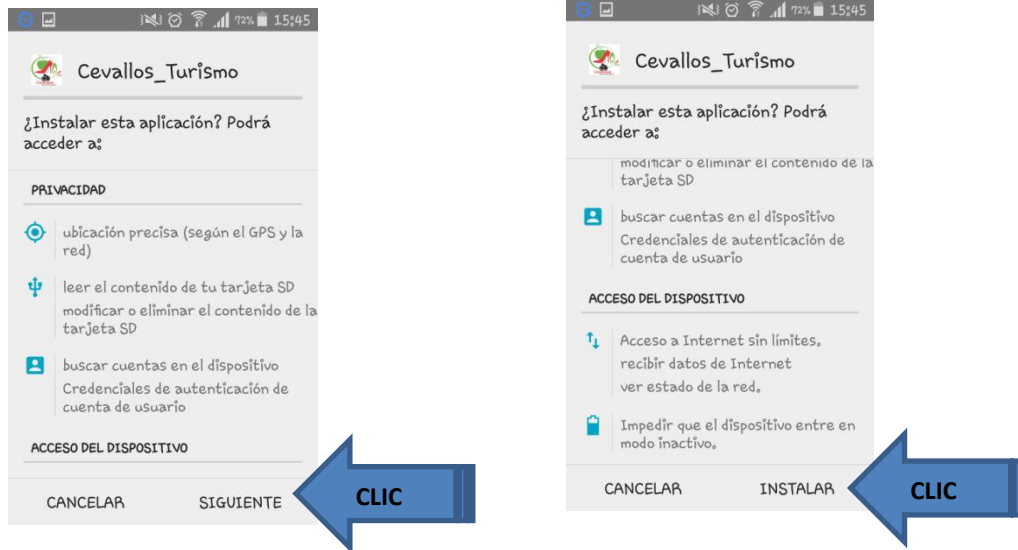 72% 15:45
Cevallos_Turismo
¿Instalar esta aplicación? Podrá
acceder a:
PRIVACIDAD
ubicación precisa (según el GPS y la
red)
leer el contenido de tu tarjeta SD
modificar o eliminar el contenido de la
tarjeta SD
buscar cuentas en el dispositivo
Credenciales de autenticación de
cuenta de usuario
ACCESO DEL DISPOSITIVO
CANCELAR SIGUIENTE
CLIC
72% 15:45
Cevallos_Turismo
¿Instalar esta aplicación? Podrá
acceder a:
modificar o eliminar el contenido de la
tarjeta SD
buscar cuentas en el dispositivo
Credenciales de autenticación de
cuenta de usuario
ACCESO DEL DISPOSITIVO
Acceso a Internet sin límites.
recibir datos de Internet
ver estado de la red.
Impedir que el dispositivo entre en
modo inactivo.
CANCELAR INSTALAR
CLIC